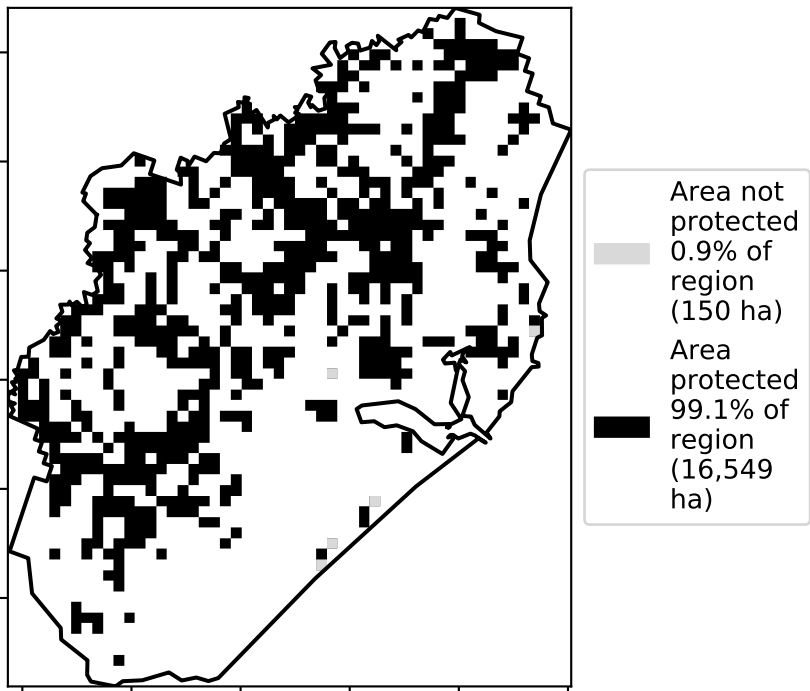 Area not
protected
0.9% of
region
(150 ha)
Area
protected
99.1% of
region
(16,549
ha)